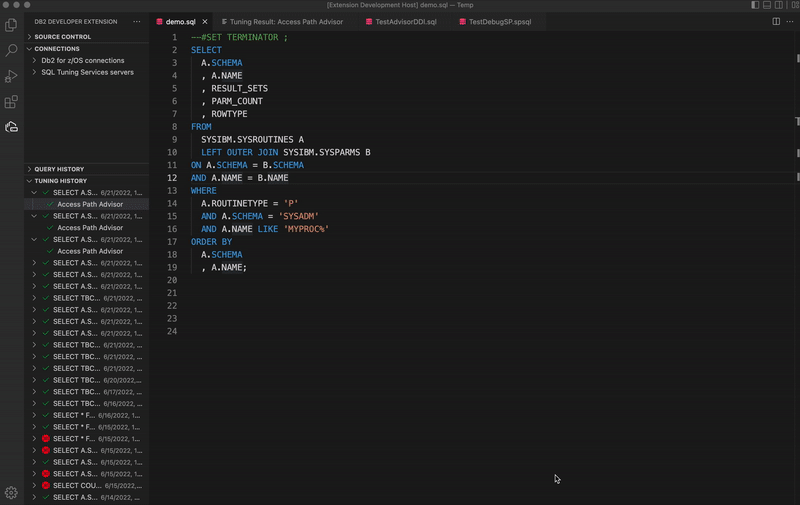 [Extension Development Host] demo.sql — Temp
DB2 DEVELOPER EXTENSION ···
demo.sql × Tuning Result: Access Path Advisor TestAdvisorDDl.sql TestDebugSP.spsql ···
SOURCE CONTROL
CONNECTIONS
Db2 for z/OS connections
SQL Tuning Services servers
QUERY HISTORY
TUNING HISTORY
SELECT A.S... 6/21/2022, 1...
Access Path Advisor
SELECT A.S... 6/21/2022, 1...
Access Path Advisor
SELECT A.S... 6/21/2022, 1...
Access Path Advisor
SELECT A.S... 6/21/2022, 1...
SELECT A.S... 6/21/2022, 1...
SELECT A.S... 6/21/2022, 1...
SELECT TBC... 6/21/2022, 1...
SELECT A.S... 6/21/2022, 1...
SELECT A.S... 6/21/2022, 1...
SELECT A.S... 6/21/2022, 1...
SELECT TBC... 6/21/2022, 1...
SELECT TBC... 6/21/2022, 1...
SELECT TBC... 6/21/2022, 1...
SELECT TBC... 6/20/2022, ...
SELECT TBC... 6/17/2022, ...
SELECT TBC... 6/16/2022, ...
SELECT * F... 6/16/2022, 1...
SELECT * F... 6/15/2022, 1...
SELECT * F... 6/15/2022, 1...
SELECT A.S... 6/15/2022, 1...
SELECT A.S... 6/15/2022, 1...
SELECT A.S... 6/15/2022, 1...
SELECT COU... 6/15/2022, ...
SELECT A.S... 6/14/2022, ...
1 --#SET TERMINATOR ;
2 SELECT
3 A.SCHEMA
4 , A.NAME
5 , RESULT_SETS
6 , PARM_COUNT
7 , ROWTYPE
8 FROM
9 SYSIBM.SYSROUTINES A
10 LEFT OUTER JOIN SYSIBM.SYSPARMS B
11 ON A.SCHEMA = B.SCHEMA
12 AND A.NAME = B.NAME
13 WHERE
14 A.ROUTINETYPE = 'P'
15 AND A.SCHEMA = 'SYSADM'
16 AND A.NAME LIKE 'MYPROC%'
17 ORDER BY
18 A.SCHEMA
19 , A.NAME;
20
21
22
23
24